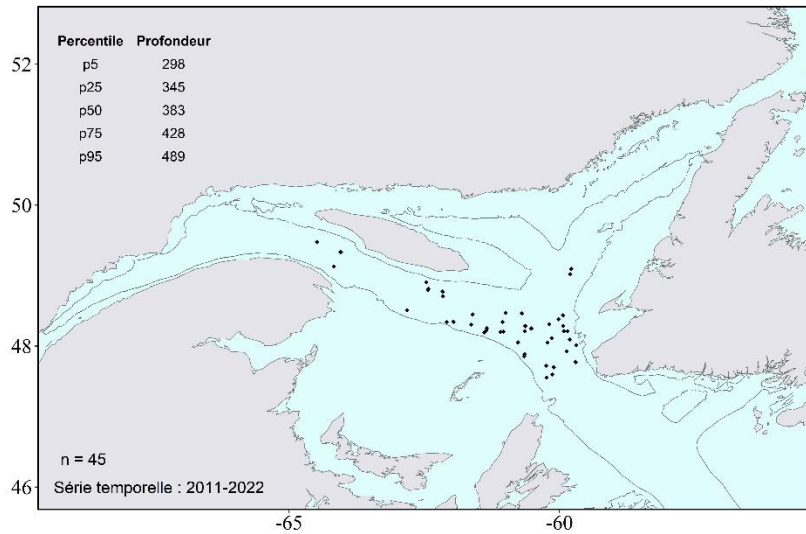 Percentile Profondeur
p5 298
p25 345
p50 383
p75 428
p95 489
52
50
48
46
n = 45
Série temporelle : 2011-2022
-65 -60